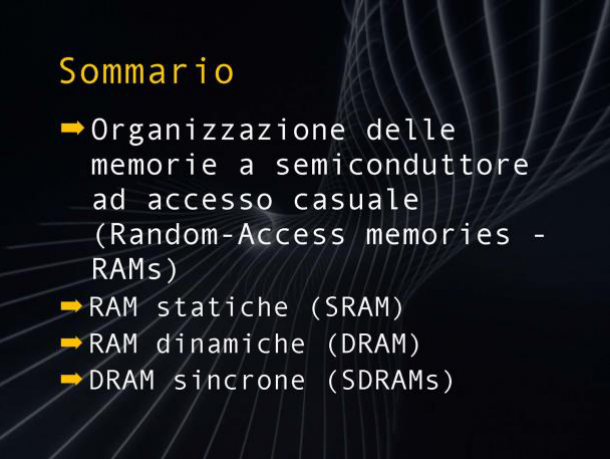 Sommario
➡Organizzazione delle
memorie a semiconduttore
ad accesso casuale
(Random-Access memories -
RAMs)
➡RAM statiche (SRAM)
➡RAM dinamiche (DRAM)
➡DRAM sincrone (SDRAMs)